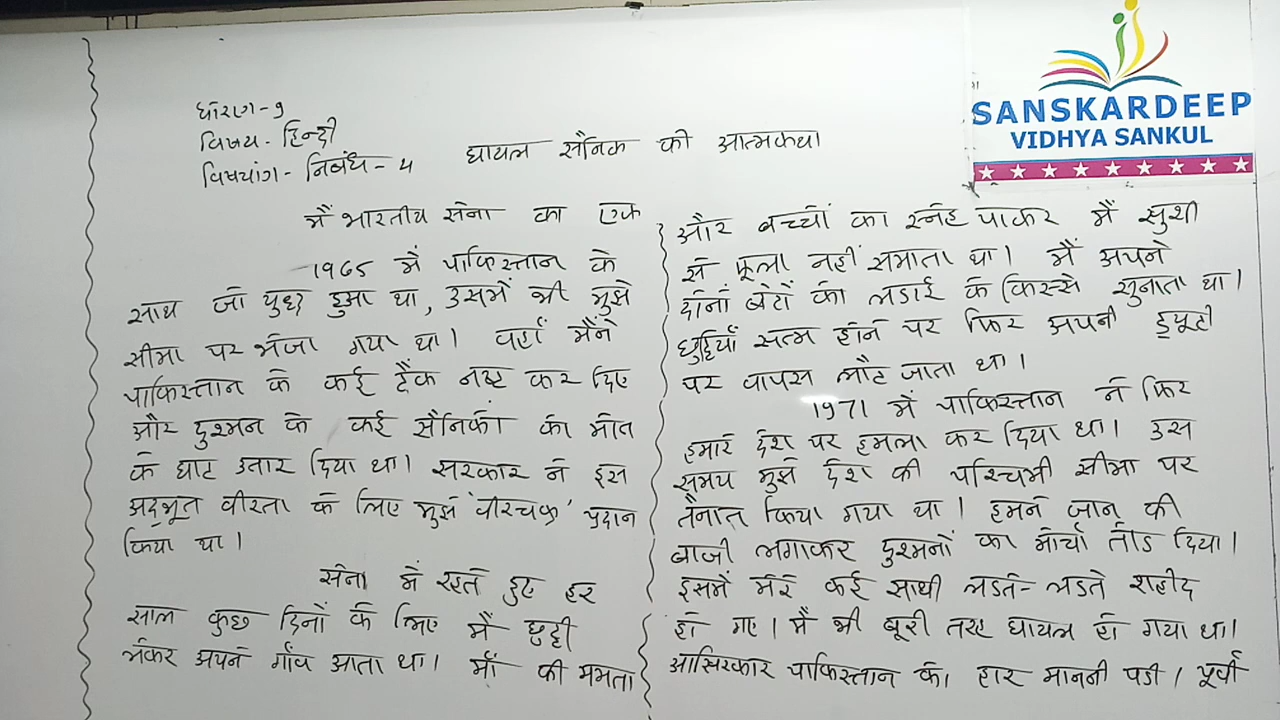 धोरण-9
विषय- हिन्दी
विषयांग- निबंध- 4
घायल सैनिक की आत्मकथा
SANSKARDEEP
VIDHYA SANKUL
मैं भारतीय सेना का एक
1965 में पाकिस्तान के
साथ जो युद्ध हुआ था, उसमें भी मुझे
सीमा पर भेजा गया था। वहाँ मैंने
पाकिस्तान के कई टैंक नष्ट कर दिए
और दुश्मन के कई सैनिकों को मौत
के घाट उतार दिया था। सरकार ने इस
अद्भूत वीरता के लिए मुझे 'वीरचक्र' प्रदान
किया था।
सेना में रहते हुए हर
साल कुछ दिनों के लिए मैं छुट्टी
लेकर अपने गाँव आता था। माँ की ममता
और बच्चों का स्नेह पाकर मैं खुशी
से फूला नहीं समाता था। मैं अपने
दोनों बेटों को लडाई के किस्से सुनाता था।
छुट्टियाँ खत्म होने पर फिर अपनी ड्यूटी
पर वापस लौट जाता था।
1971 में पाकिस्तान ने फिर
हमारे देश पर हमला कर दिया था। उस
समय मुझे देश की पश्चिमी सीमा पर
तैनात् किया गया था। हमने जान की
बाजी लगाकर दुश्मनों का मोर्चा तोड दिया।
इसमें मेरे कई साथी लडते-लडते शहीद
हो गए। मैं भी बूरी तरह घायल हो गया था।
आखिरकार पाकिस्तान को हार माननी पडी। पूर्वी